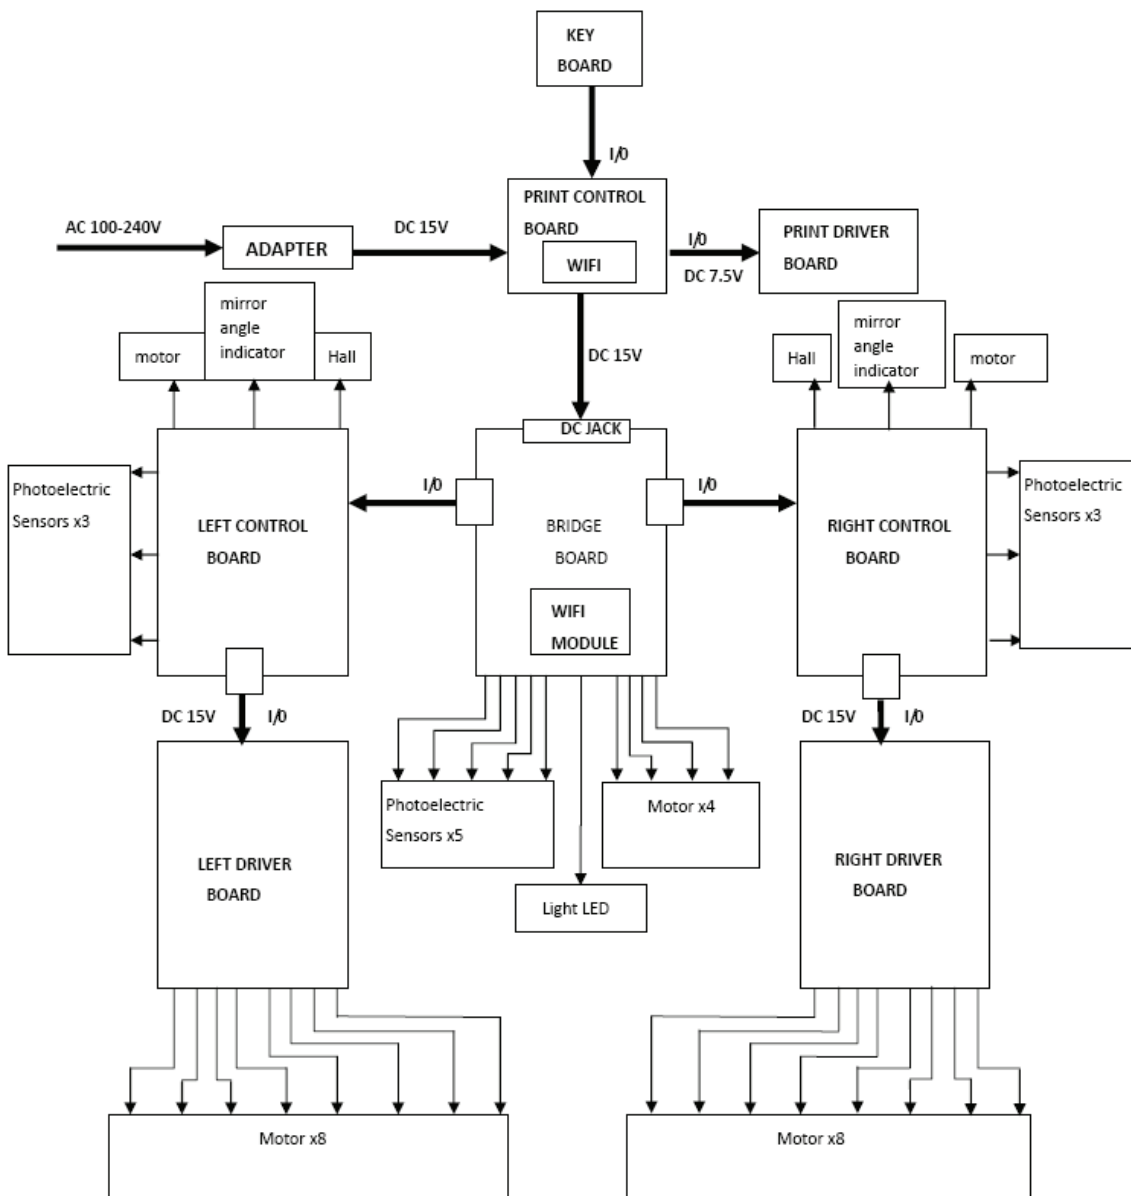 KEY
BOARD
I/0
PRINT CONTROL
BOARD
WIFI
AC 100-240V
ADAPTER
DC 15V
I/0
DC 7.5V
PRINT DRIVER
BOARD
mirror
angle
indicator
motor
Hall
DC 15V
mirror
angle
indicator
Hall
motor
DC JACK
Photoelectric
Sensors x3
I/0
LEFT CONTROL
BOARD
BRIDGE
BOARD
WIFI
MODULE
I/0
RIGHT CONTROL
BOARD
Photoelectric
Sensors x3
DC 15V
I/0
DC 15V
I/0
LEFT DRIVER
BOARD
Photoelectric
Sensors x5
Motor x4
Light LED
RIGHT DRIVER
BOARD
Motor x8
Motor x8